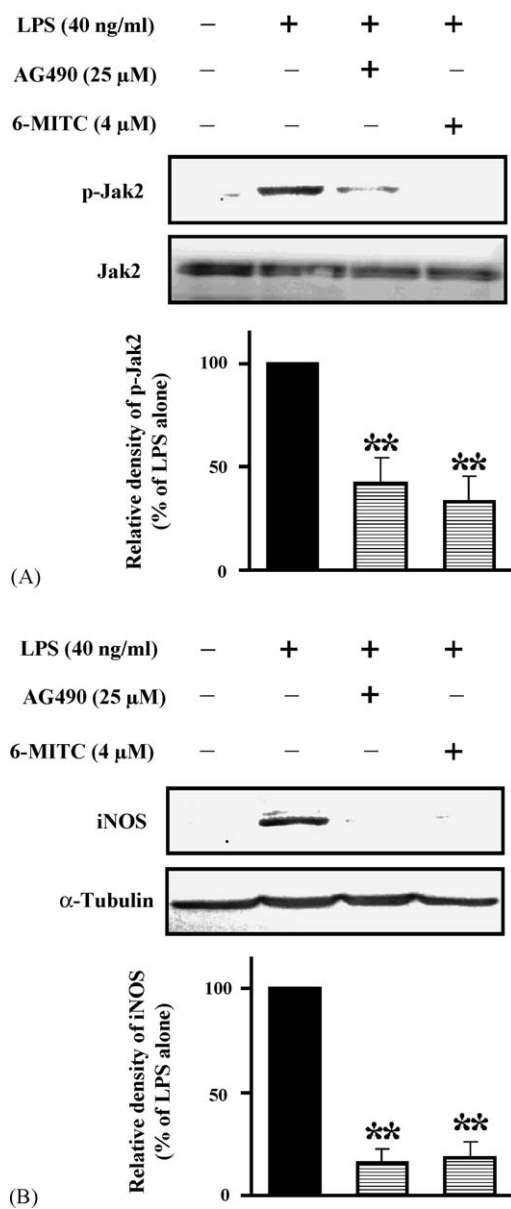 LPS (40 ng/ml) – + + +
AG490 (25 μM) – – + –
6-MITC (4 μM) – – – +
p-Jak2
Jak2
Relative density of p-Jak2
(% of LPS alone)
100
50
0
**
**
(A)
LPS (40 ng/ml) – + + +
AG490 (25 μM) – – + –
6-MITC (4 μM) – – – +
iNOS
α-Tubulin
Relative density of iNOS
(% of LPS alone)
100
50
0
**
**
(B)